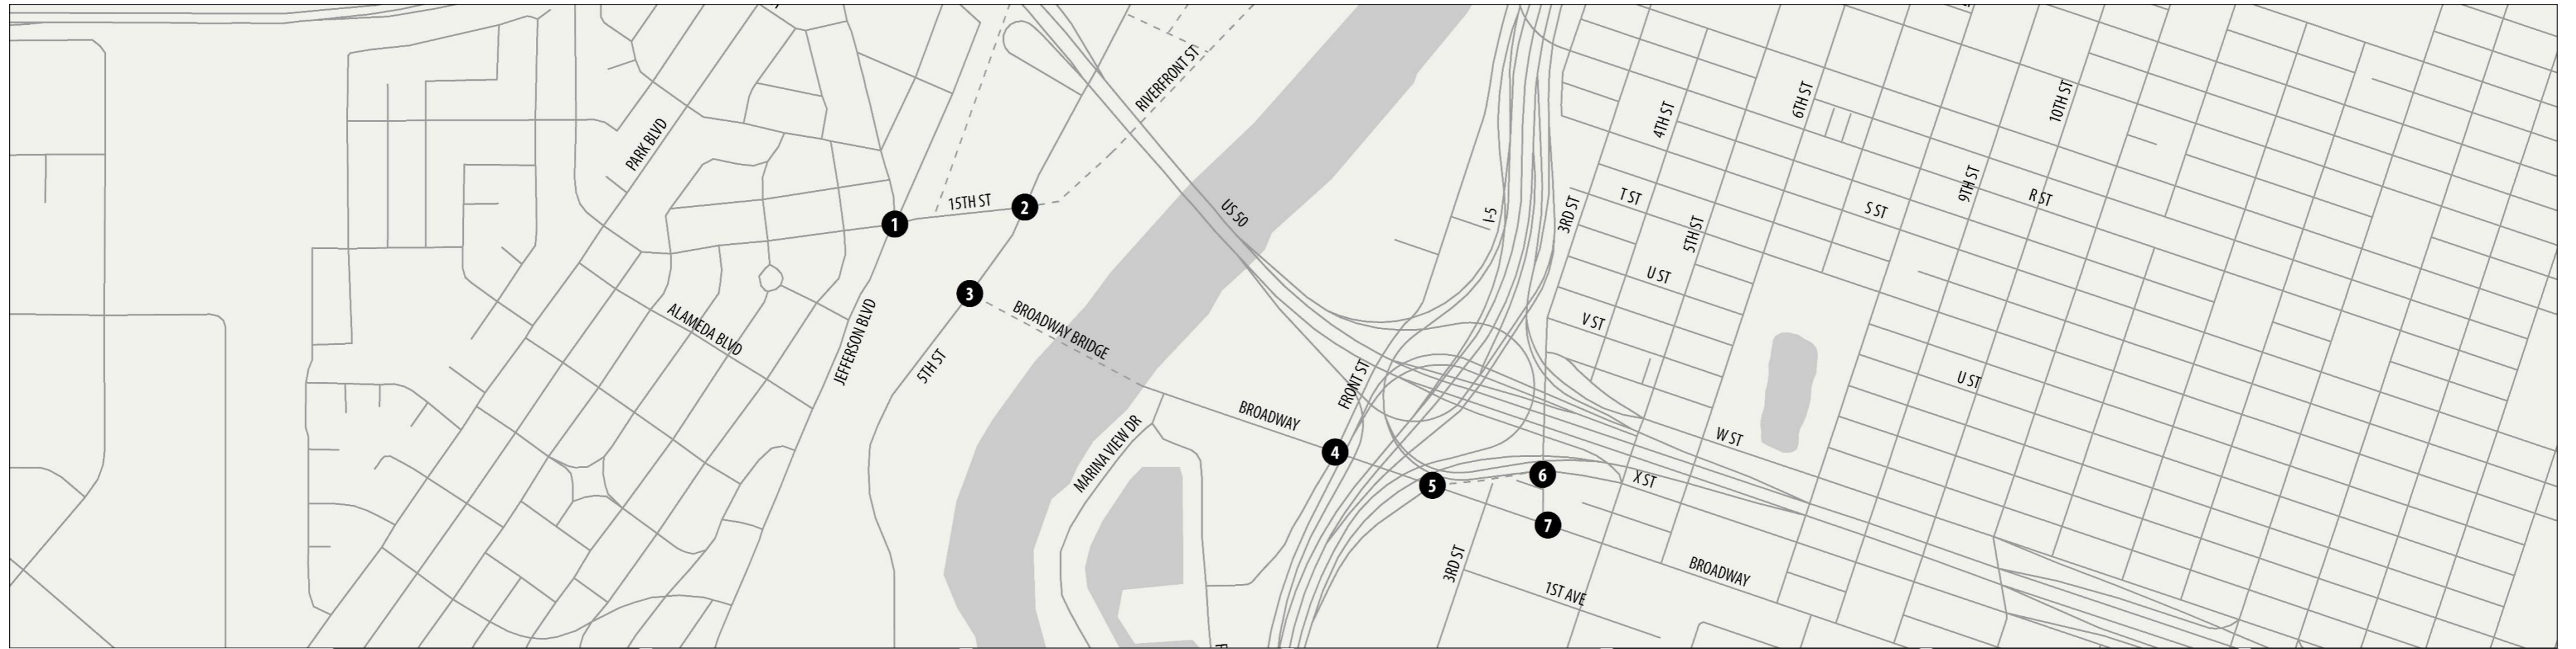 PARK BLVD
RIVERFRONT ST
15TH ST
1
2
3
US 50
I-5
3RD ST
4TH ST
6TH ST
10TH ST
T ST
5TH ST
S ST
9TH ST
R ST
U ST
V ST
ALAMEDA BLVD
JEFFERSON BLVD
5TH ST
BROADWAY BRIDGE
FRONT ST
BROADWAY
MARINA VIEW DR
U ST
W ST
X ST
4
5
6
7
3RD ST
1ST AVE
BROADWAY